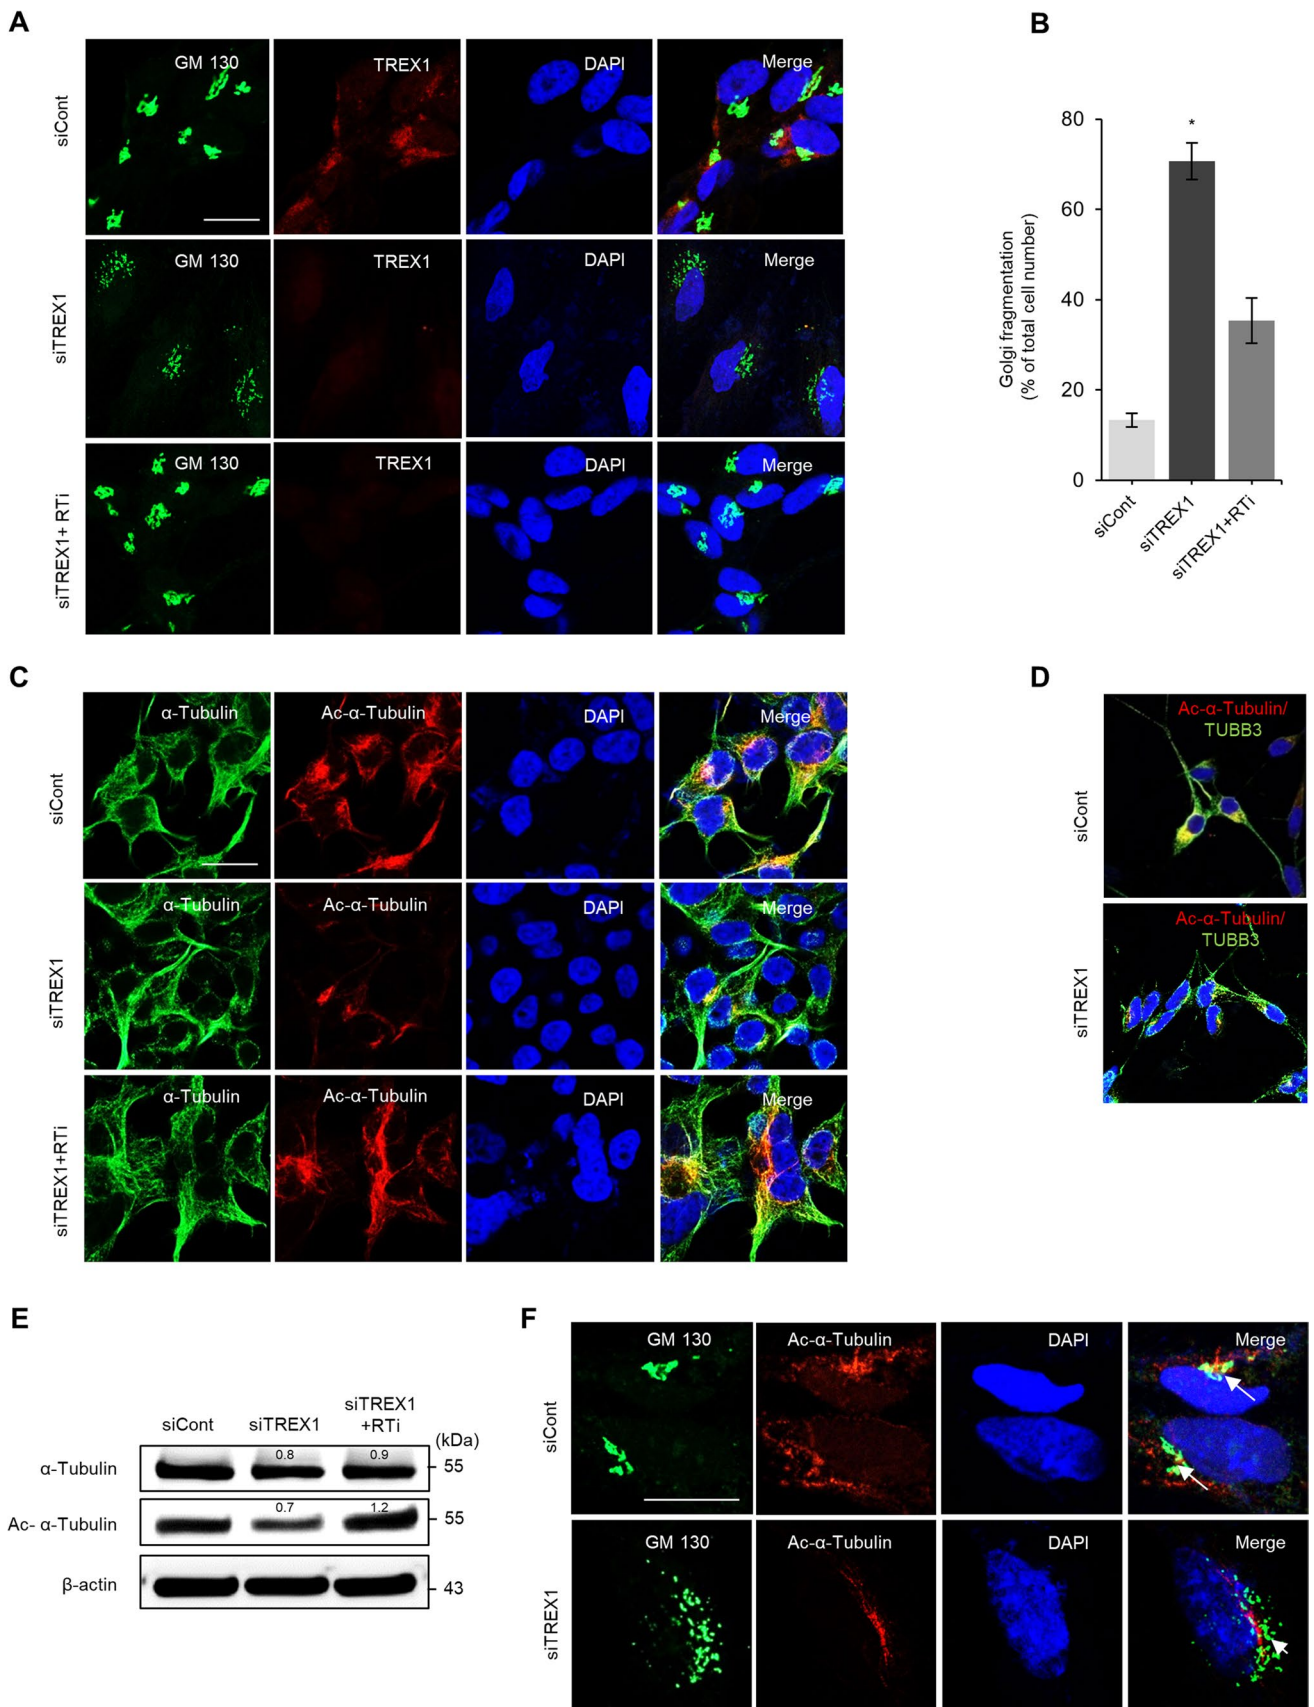 A
GM 130 TREX1 DAPI Merge
siCont
GM 130 TREX1 DAPI Merge
siTREX1
GM 130 TREX1 DAPI Merge
siTREX1+ RTi
B
Golgi fragmentation
(% of total cell number)
80
60
40
20
0
*
siCont
siTREX1
siTREX1+RTi
C
α-Tubulin Ac-α-Tubulin DAPI Merge
siCont
α-Tubulin Ac-α-Tubulin DAPI Merge
siTREX1
α-Tubulin Ac-α-Tubulin DAPI Merge
siTREX1+RTi
D
Ac-α-Tubulin/
TUBB3
siCont
Ac-α-Tubulin/
TUBB3
siTREX1
E
siCont siTREX1 siTREX1
+RTi
(kDa)
α-Tubulin 0.8 0.9 55
Ac- α-Tubulin 0.7 1.2 55
β-actin 43
F
GM 130 Ac-α-Tubulin DAPI Merge
siCont
GM 130 Ac-α-Tubulin DAPI Merge
siTREX1